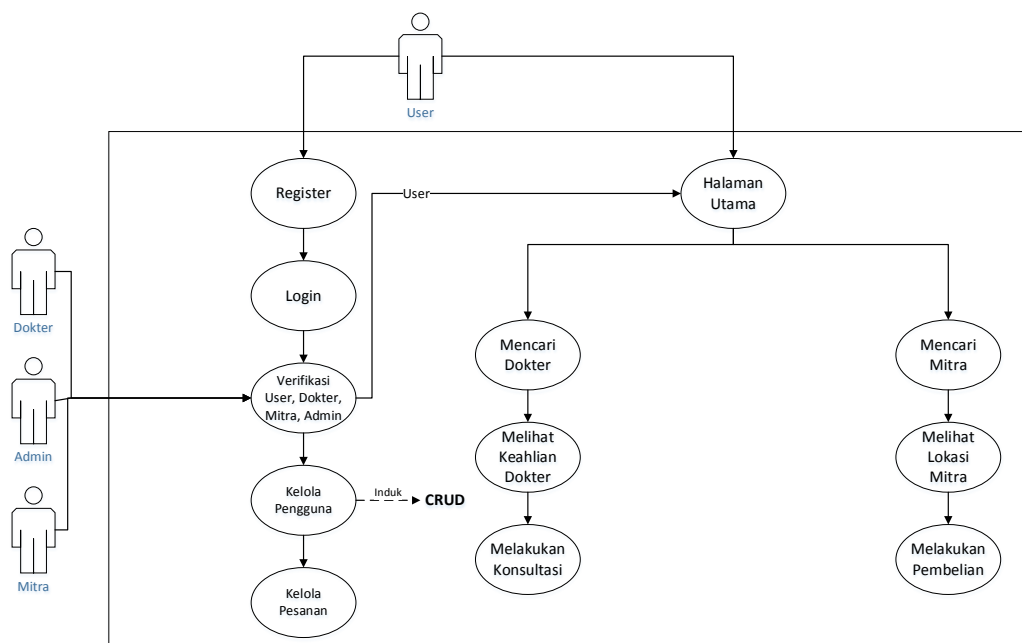 User
Register
User
Halaman
Utama
Dokter
Login
Mencari
Dokter
Mencari
Mitra
Admin
Verifikasi
User, Dokter,
Mitra, Admin
Melihat
Keahlian
Dokter
Melihat
Lokasi
Mitra
Mitra
Kelola
Pengguna
Induk
CRUD
Melakukan
Konsultasi
Melakukan
Pembelian
Kelola
Pesanan